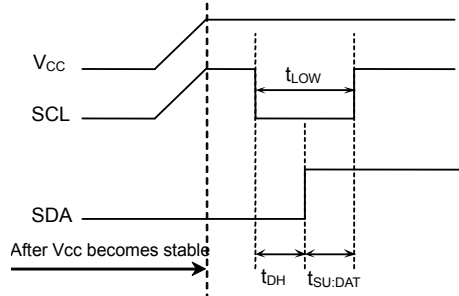 VCC
tLOW
SCL
SDA
After Vcc becomes stable
tDH
tSU:DAT